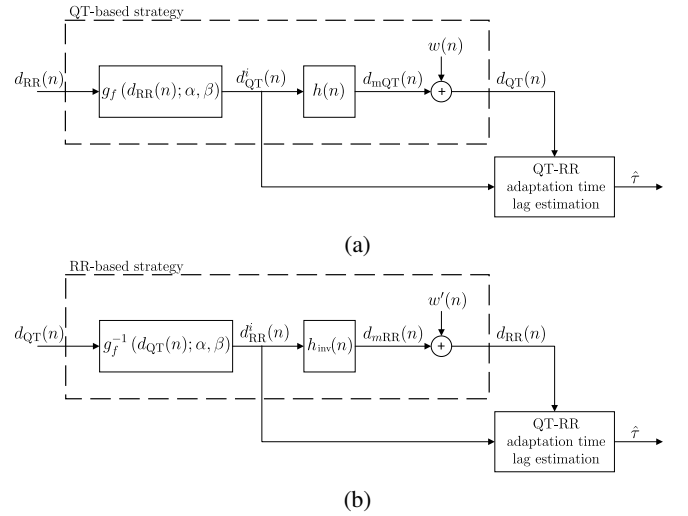 QT-based strategy
w(n)
d_RR(n)
g_f (d_RR(n); α, β)
d^i_QT(n)
h(n)
d_mQT(n)
+
d_QT(n)
QT-RR
adaptation time
lag estimation
τ̂
(a)
RR-based strategy
w′(n)
d_QT(n)
g_f^{-1} (d_QT(n); α, β)
d^i_RR(n)
h_inv(n)
d_mRR(n)
+
d_RR(n)
QT-RR
adaptation time
lag estimation
τ̂
(b)